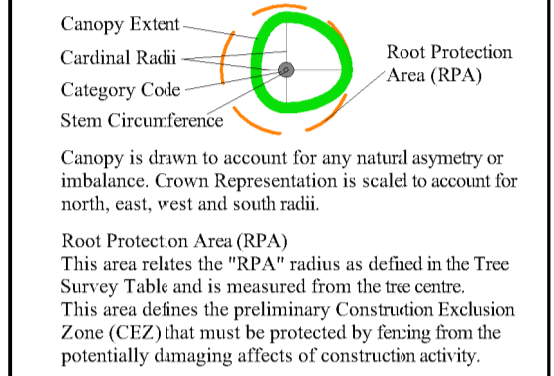 Canopy Extent
Cardinal Radii
Category Code
Stem Circumference
Root Protection
Area (RPA)
Canopy is drawn to account for any natural asymetry or
imbalance. Crown Representation is scaled to account for
north, east, west and south radii.
Root Protection Area (RPA)
This area relates the "RPA" radius as defined in the Tree
Survey Table and is measured from the tree centre.
This area defines the preliminary Construction Exclusion
Zone (CEZ) that must be protected by fencing from the
potentially damaging affects of construction activity.